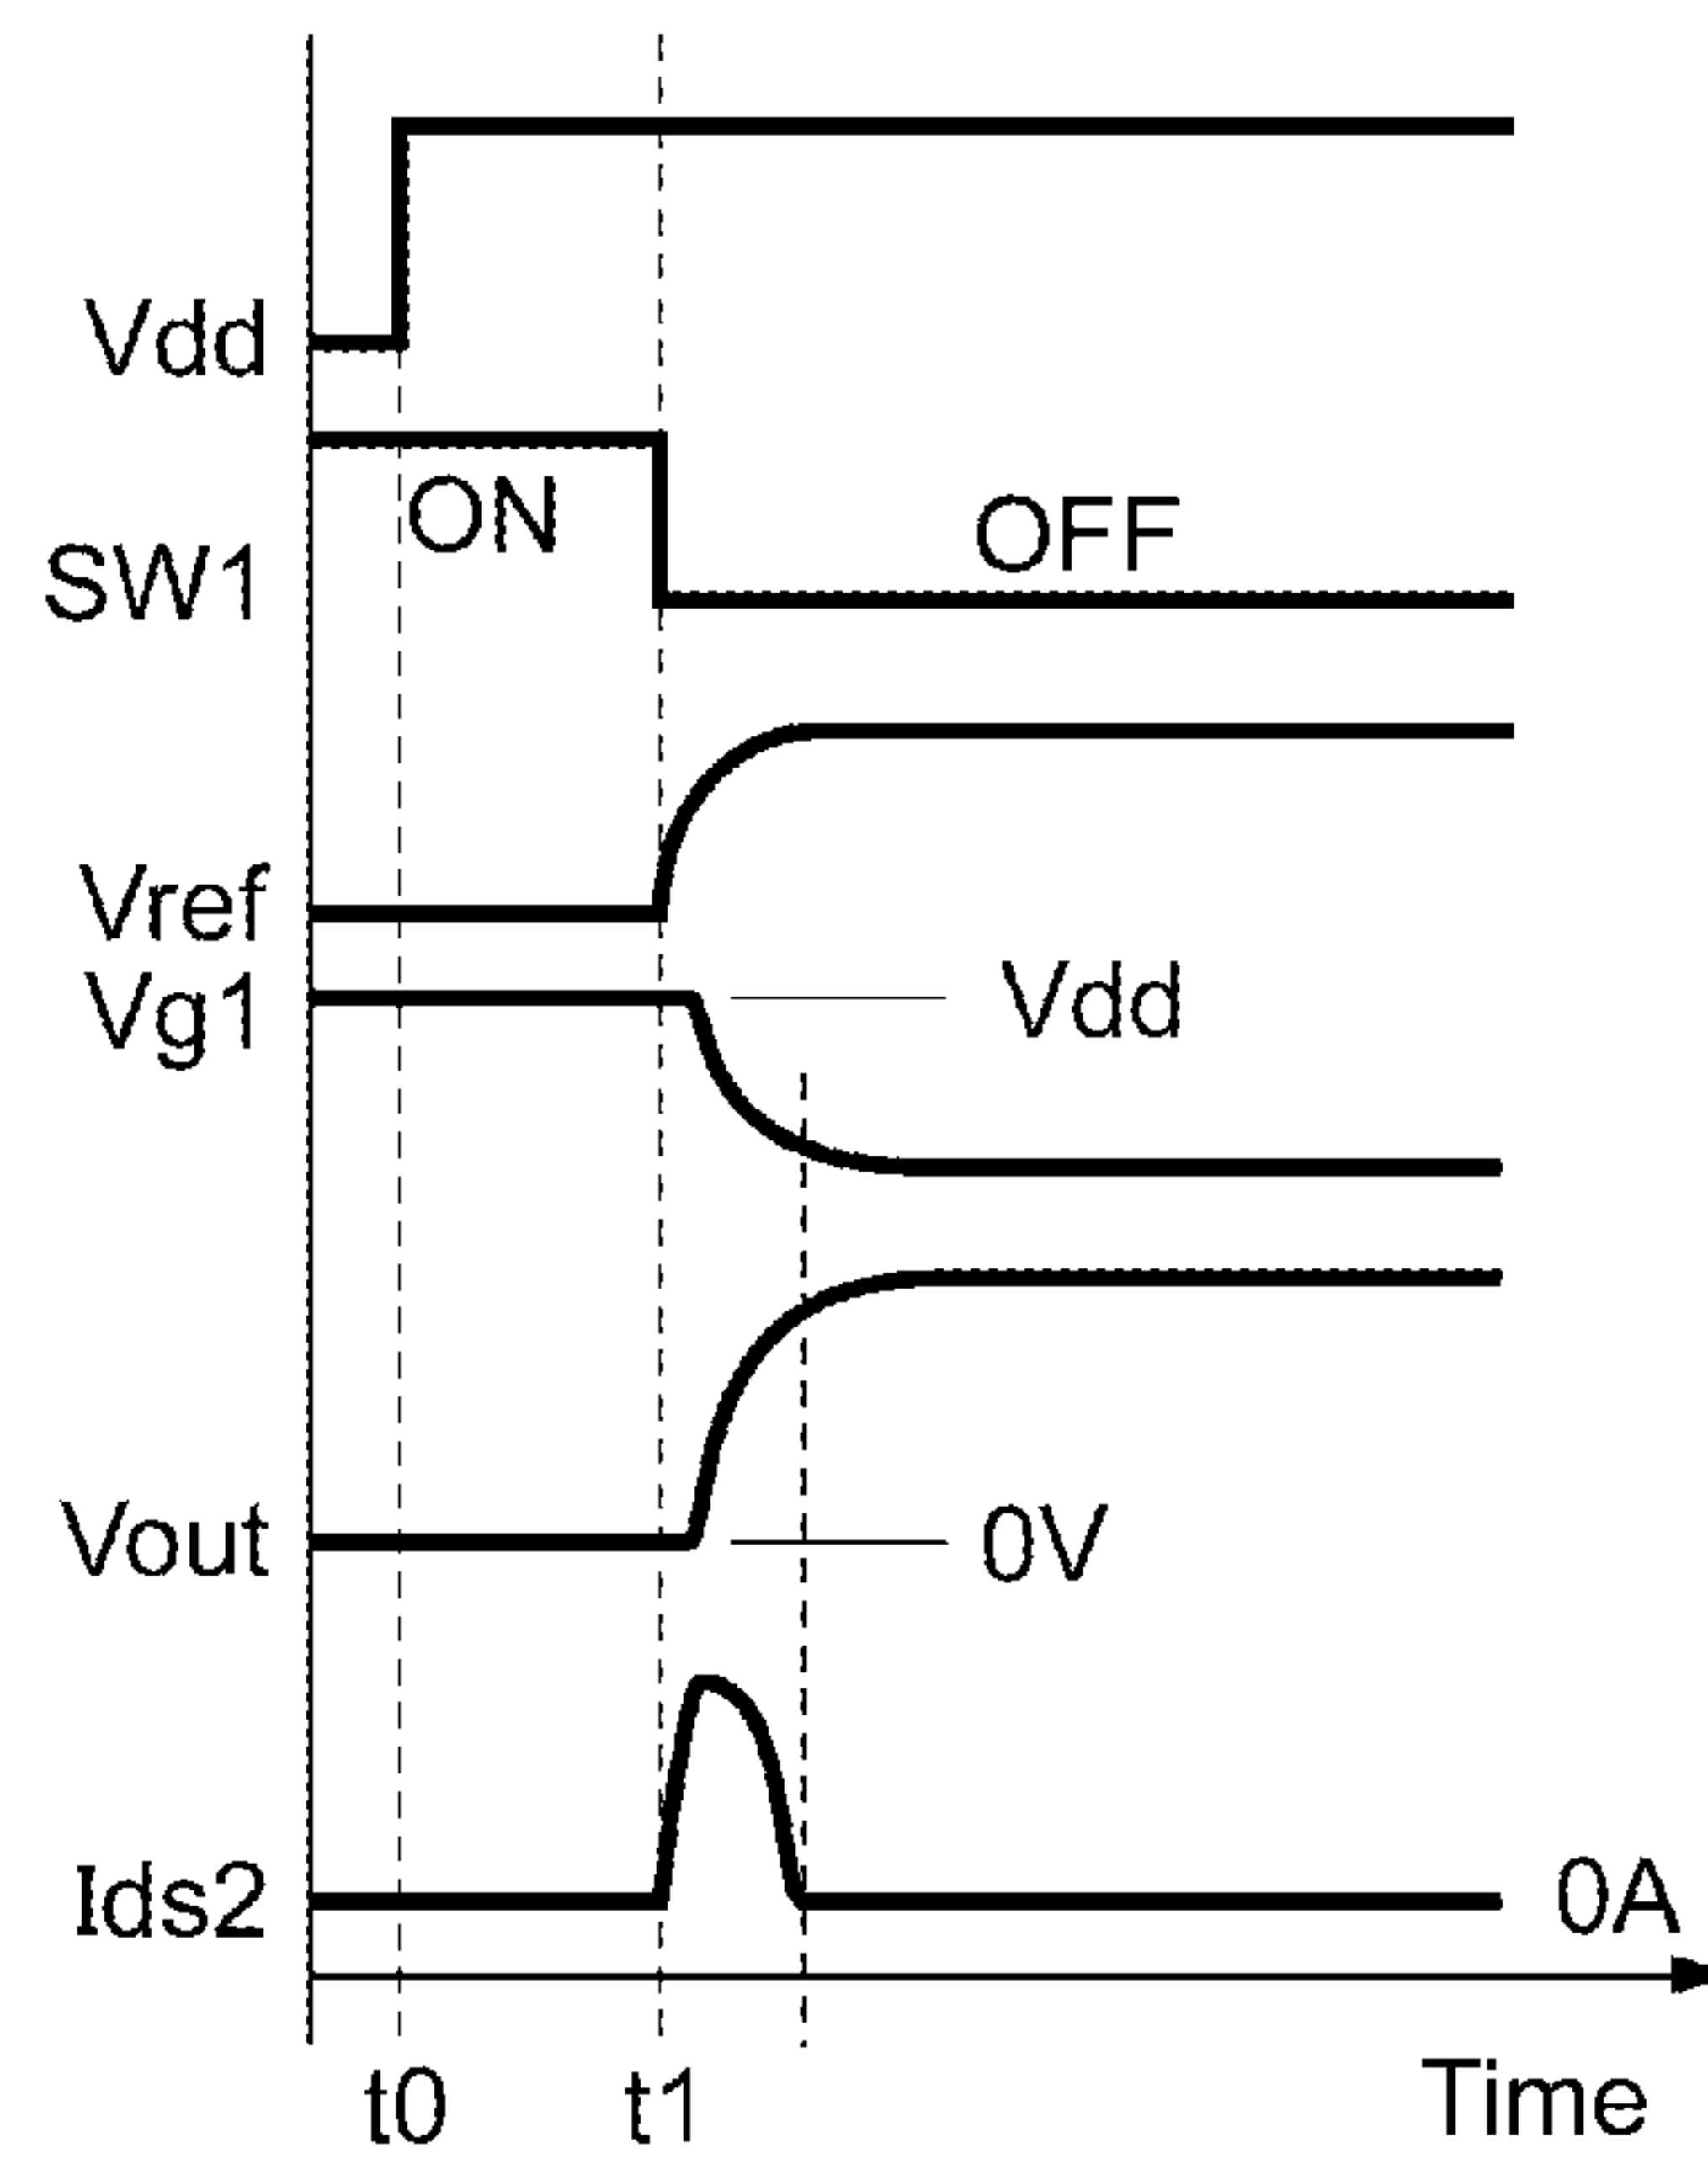 Vdd
ON
OFF
SW1
Vref
Vg1
Vdd
Vout
0V
Ids2
0A
t0
t1
Time